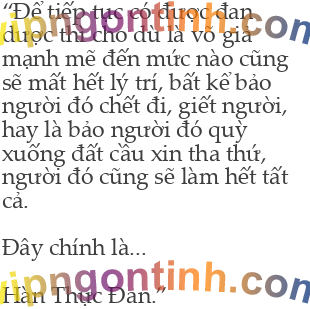 “Để tiếp tục có được đan
dược thì cho dù là võ giả
mạnh mẽ đến mức nào cũng
sẽ mất hết lý trí, bất kể bảo
người đó chết đi, giết người,
hay là bảo người đó quỳ
xuống đất cầu xin tha thứ,
người đó cũng sẽ làm hết tất
cả.
Đây chính là...
Hàn Thực Đan.”
vipngontinh.com
vipngontinh.com